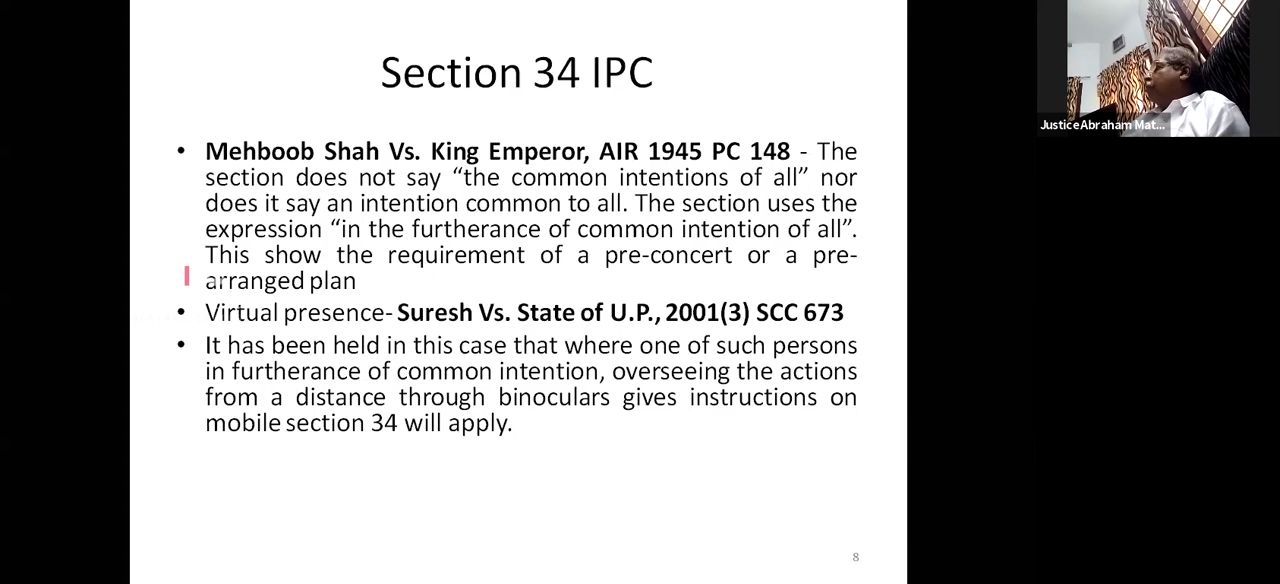 Section 34 IPC
• Mehboob Shah Vs. King Emperor, AIR 1945 PC 148 - The
section does not say “the common intentions of all” nor
does it say an intention common to all. The section uses the
expression “in the furtherance of common intention of all”.
This show the requirement of a pre-concert or a pre-
arranged plan
• Virtual presence- Suresh Vs. State of U.P., 2001(3) SCC 673
• It has been held in this case that where one of such persons
in furtherance of common intention, overseeing the actions
from a distance through binoculars gives instructions on
mobile section 34 will apply.
8
JusticeAbraham Mat...